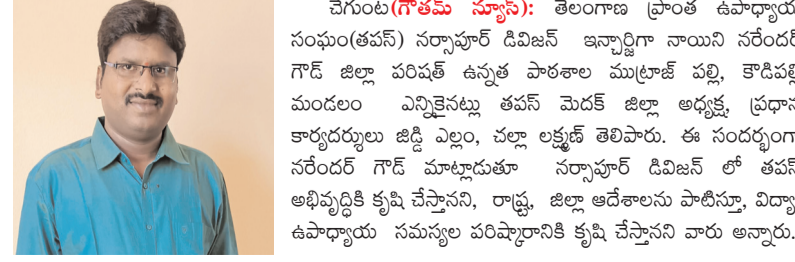 చేగుంట(గౌతమ్ న్యూస్): తెలంగాణ ప్రాంత ఉపాధ్యాయ
సంఘం(తపస్) నర్సాపూర్ డివిజన్ ఇన్చార్జిగా నాయిని నరేందర్
గౌడ్ జిల్లా పరిషత్ ఉన్నత పాఠశాల ముట్రాజ్ పల్లి, కౌడిపల్లి
మండలం ఎన్నికైనట్లు తపస్ మెదక్ జిల్లా అధ్యక్ష, ప్రధాన
కార్యదర్శులు జిడ్డి ఎల్లం, చల్లా లక్ష్మణ్ తెలిపారు. ఈ సందర్భంగా
నరేందర్ గౌడ్ మాట్లాడుతూ నర్సాపూర్ డివిజన్ లో తపస్
అభివృద్ధికి కృషి చేస్తానని, రాష్ట్ర, జిల్లా ఆదేశాలను పాటిస్తూ, విద్యా
ఉపాధ్యాయ సమస్యల పరిష్కారానికి కృషి చేస్తానని వారు అన్నారు.